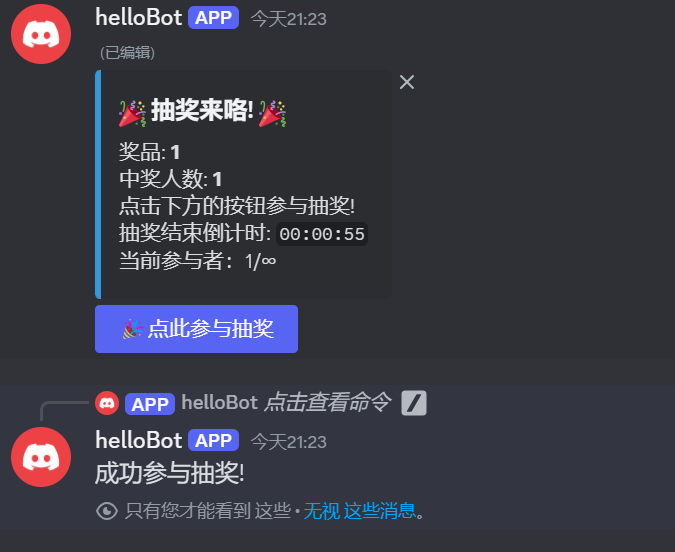 helloBot APP 今天21:23
(已编辑)
🎉抽奖来咯!🎉
奖品: 1
中奖人数: 1
点击下方的按钮参与抽奖!
抽奖结束倒计时: 00:00:55
当前参与者：1/∞
🎉点此参与抽奖
APP helloBot 点击查看命令
helloBot APP 今天21:23
成功参与抽奖!
只有您才能看到 这些 • 无视 这些消息。